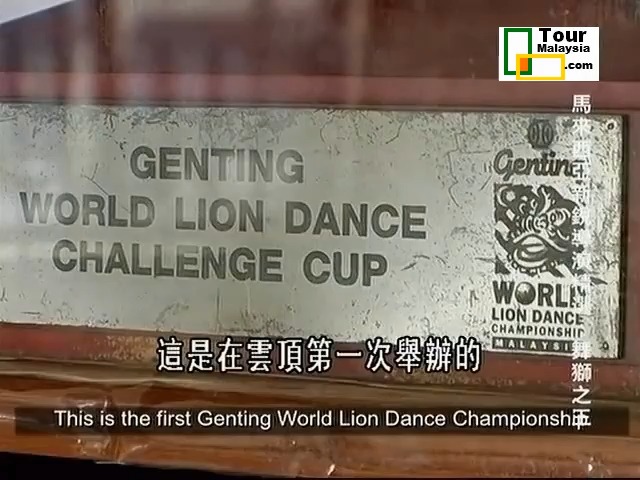 Tour
Malaysia
.com
GENTING
WORLD LION DANCE
CHALLENGE CUP
Genting
WORLD
LION DANCE
CHAMPIONSHIP
MALAYSIA
舞獅之王
這是在雲頂第一次舉辦的
This is the first Genting World Lion Dance Championship.